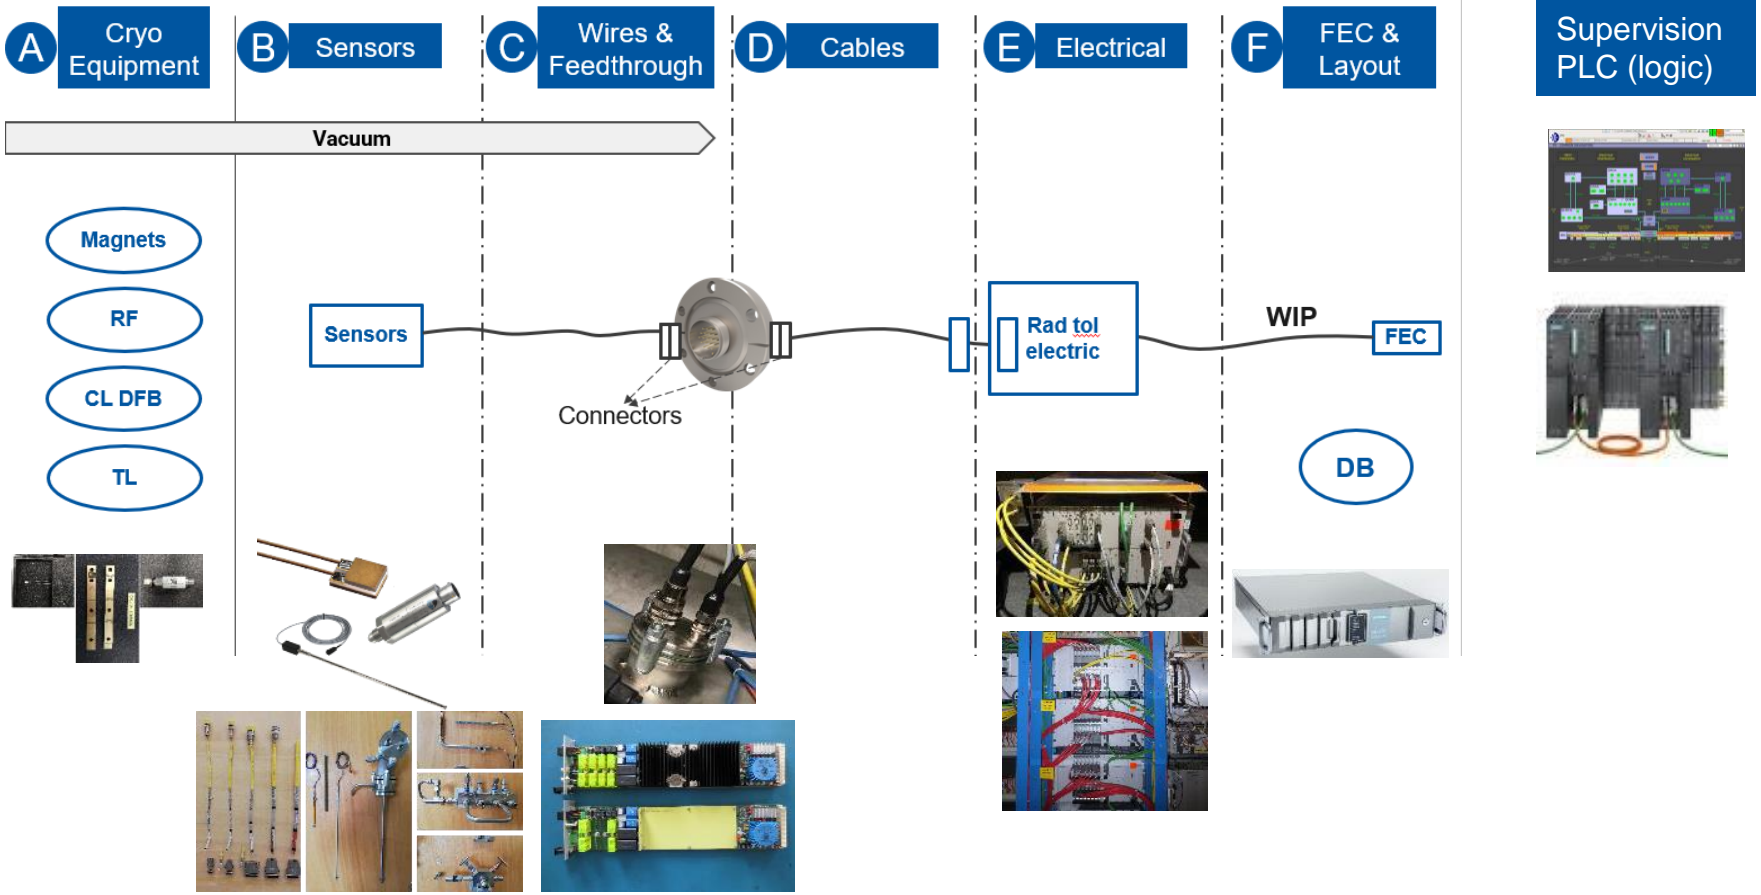 A
Cryo
Equipment
B
Sensors
C
Wires &
Feedthrough
D
Cables
E
Electrical
F
FEC &
Layout
Supervision
PLC (logic)
Vacuum
Magnets
RF
CL DFB
TL
Sensors
Connectors
Rad tol
electric
WIP
FEC
DB